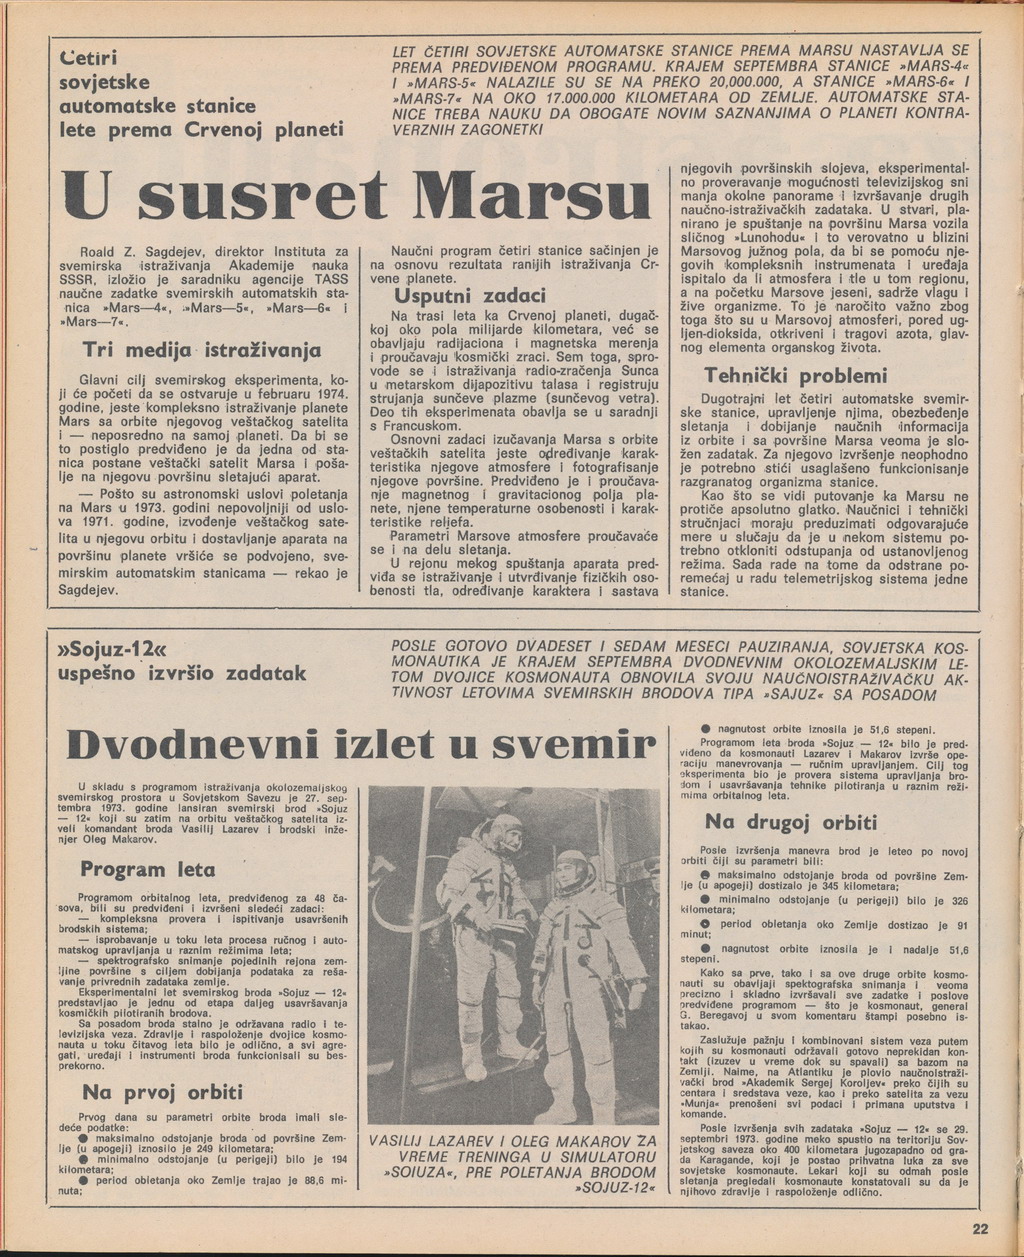 Četiri
sovjetske
automatske stanice
lete prema Crvenoj planeti
LET ČETIRI SOVJETSKE AUTOMATSKE STANICE PREMA MARSU NASTAVLJA SE
PREMA PREDVIĐENOM PROGRAMU. KRAJEM SEPTEMBRA STANICE »MARS-4«
I »MARS-5« NALAZILE SU SE NA PREKO 20,000.000, A STANICE »MARS-6« I
»MARS-7« NA OKO 17.000.000 KILOMETARA OD ZEMLJE. AUTOMATSKE STA-
NICE TREBA NAUKU DA OBOGATE NOVIM SAZNANJIMA O PLANETI KONTRA-
VERZNIH ZAGONETKI
U susret Marsu
Roald Z. Sagdejev, direktor Instituta za
svemirska istraživanja Akademije nauka
SSSR, izložio je saradniku agencije TASS
naučne zadatke svemirskih automatskih sta-
nica »Mars—4«, »Mars—5«, »Mars—6« i
»Mars—7«.
Tri medija istraživanja
Glavni cilj svemirskog eksperimenta, ko-
ji će početi da se ostvaruje u februaru 1974.
godine, jeste kompleksno istraživanje planete
Mars sa orbite njegovog veštačkog satelita
i — neposredno na samoj planeti. Da bi se
to postiglo predviđeno je da jedna od sta-
nica postane veštački satelit Marsa i poša-
lje na njegovu površinu sletajući aparat.
— Pošto su astronomski uslovi poletanja
na Mars u 1973. godini nepovoljniji od uslo-
va 1971. godine, izvođenje veštačkog sate-
lita u njegovu orbitu i dostavljanje aparata na
površinu planete vršiće se podvojeno, sve-
mirskim automatskim stanicama — rekao je
Sagdejev.
Naučni program četiri stanice sačinjen je
na osnovu rezultata ranijih istraživanja Cr-
vene planete.
Usputni zadaci
Na trasi leta ka Crvenoj planeti, dugač-
koj oko pola milijarde kilometara, već se
obavljaju radijaciona i magnetska merenja
i proučavaju kosmički zraci. Sem toga, spro-
vode se i istraživanja radio-zračenja Sunca
u metarskom dijapozitivu talasa i registruju
strujanja sunčeve plazme (sunčevog vetra).
Deo tih eksperimenata obavlja se u saradnji
s Francuskom.
Osnovni zadaci izučavanja Marsa s orbite
veštačkih satelita jeste određivanje karak-
teristika njegove atmosfere i fotografisanje
njegove površine. Predviđeno je i proučava-
nje magnetnog i gravitacionog polja pla-
nete, njene temperaturne osobenosti i karak-
teristike reljefa.
Parametri Marsove atmosfere proučavaće
se i na delu sletanja.
U rejonu mekog spuštanja aparata pred-
viđa se istraživanje i utvrđivanje fizičkih oso-
benosti tla, određivanje karaktera i sastava
njegovih površinskih slojeva, eksperimental-
no proveravanje mogućnosti televizijskog sni
manja okolne panorame i izvršavanje drugih
naučno-istraživačkih zadataka. U stvari, pla-
nirano je spuštanje na površinu Marsa vozila
sličnog »Lunohodu« i to verovatno u blizini
Marsovog južnog pola, da bi se pomoću nje-
govih kompleksnih instrumenata i uređaja
ispitalo da li atmosfera i tle u tom regionu,
a na početku Marsove jeseni, sadrže vlagu i
žive organizme. To je naročito važno zbog
toga što su u Marsovoj atmosferi, pored ug-
ljen-dioksida, otkriveni i tragovi azota, glav-
nog elementa organskog života.
Tehnički problemi
Dugotrajni let četiri automatske svemir-
ske stanice, upravljenje njima, obezbeđenje
sletanja i dobijanje naučnih informacija
iz orbite i sa površine Marsa veoma je slo-
žen zadatak. Za njegovo izvršenje neophodno
je potrebno stići usaglašeno funkcionisanje
razgranatog organizma stanice.
Kao što se vidi putovanje ka Marsu ne
protiče apsolutno glatko. Naučnici i tehnički
stručnjaci moraju preduzimati odgovarajuće
mere u slučaju da je u nekom sistemu po-
trebno otkloniti odstupanja od ustanovljenog
režima. Sada rade na tome da odstrane po-
remećaj u radu telemetrijskog sistema jedne
stanice.
»Sojuz-12«
uspešno izvršio zadatak
POSLE GOTOVO DVADESET I SEDAM MESECI PAUZIRANJA, SOVJETSKA KOS-
MONAUTIKA JE KRAJEM SEPTEMBRA DVODNEVNIM OKOLOZEMALJSKIM LE-
TOM DVOJICE KOSMONAUTA OBNOVILA SVOJU NAUČNOISTRAŽIVAČKU AK-
TIVNOST LETOVIMA SVEMIRSKIH BRODOVA TIPA »SAJUZ« SA POSADOM
Dvodnevni izlet u svemir
U skladu s programom istraživanja okolozemaljskog
svemirskog prostora u Sovjetskom Savezu je 27. sep-
tembra 1973. godine lansiran svemirski brod »Sojuz
— 12« koji su zatim na orbitu veštačkog satelita iz-
veli komandant broda Vasilij Lazarev i brodski inže-
njer Oleg Makarov.
Program leta
Programom orbitalnog leta, predviđenog za 48 ča-
sova, bili su predviđeni i izvršeni sledeći zadaci:
— kompleksna provera i ispitivanje usavršenih
brodskih sistema;
— isprobavanje u toku leta procesa ručnog i auto-
matskog upravljanja u raznim režimima leta;
— spektrografsko snimanje pojedinih rejona zem-
ljine površine s ciljem dobijanja podataka za reša-
vanje privrednih zadataka zemlje.
Eksperimentalni let svemirskog broda »Sojuz — 12«
predstavljao je jednu od etapa daljeg usavršavanja
kosmičkih pilotiranih brodova.
Sa posadom broda stalno je održavana radio i te-
levizijska veza. Zdravlje i raspoloženje dvojice kosmo-
nauta u toku čitavog leta bilo je odlično, a svi agre-
gati, uređaji i instrumenti broda funkcionisali su bes-
prekorno.
Na prvoj orbiti
Prvog dana su parametri orbite broda imali sle-
deće podatke:
● maksimalno odstojanje broda od površine Zem-
lje (u apogeji) iznosilo je 249 kilometara;
● minimalno odstojanje (u perigeji) bilo je 194
kilometara;
● period obletanja oko Zemlje trajao je 88,6 mi-
nuta;
VASILIJ LAZAREV I OLEG MAKAROV ZA
VREME TRENINGA U SIMULATORU
»SOIUZA«, PRE POLETANJA BRODOM
»SOJUZ-12«
● nagnutost orbite iznosila je 51,6 stepeni.
Programom leta broda »Sojuz — 12« bilo je pred-
viđeno da kosmonauti Lazarev i Makarov izvrše ope-
raciju manevrovanja — ručnim upravljanjem. Cilj tog
eksperimenta bio je provera sistema upravljanja bro-
dom i usavršavanja tehnike pilotiranja u raznim reži-
mima orbitalnog leta.
Na drugoj orbiti
Posle izvršenja manevra brod je leteo po novoj
orbiti čiji su parametri bili:
● maksimalno odstojanje broda od površine Zem-
lje (u apogeji) dostizalo je 345 kilometara;
● minimalno odstojanje (u perigeji) bilo je 326
kilometara;
● period obletanja oko Zemlje dostizao je 91
minut;
● nagnutost orbite iznosila je i nadalje 51,6
stepeni.
Kako sa prve, tako i sa ove druge orbite kosmo-
nauti su obavljali spektografska snimanja i veoma
precizno i skladno izvršavali sve zadatke i poslove
predviđene programom — što je kosmonaut, general
G. Beregavoj u svom komentaru štampi posebno is-
takao.
Zaslužuje pažnju i kombinovani sistem veza putem
kojih su kosmonauti održavali gotovo neprekidan kon-
takt (izuzev u vreme dok su spavali) sa bazom na
Zemlji. Naime, na Atlantiku je plovio naučnoistraži-
vački brod »Akademik Sergej Koroljev« preko čijih su
centara i sredstava veze, kao i preko satelita za vezu
»Munja« prenošeni svi podaci i primana uputstva i
komande.
Posle izvršenja svih zadataka »Sojuz — 12« se 29.
septembri 1973. godine meko spustio na teritoriju Sov-
jetskog saveza oko 400 kilometara jugozapadno od gra-
da Karagande, koji je postao prihvatna luka za sve
sovjetske kosmonaute. Lekari koji su odmah posle
sletanja pregledali kosmonaute konstatovali su da je
njihovo zdravlje i raspoloženje odlično.
22